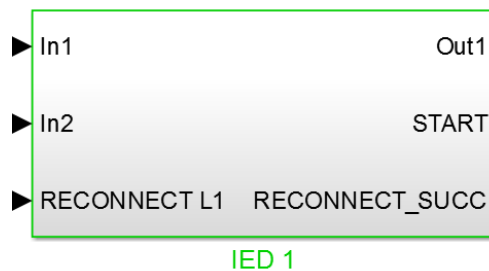 In1 Out1
In2 START
RECONNECT L1 RECONNECT_SUCC
IED 1